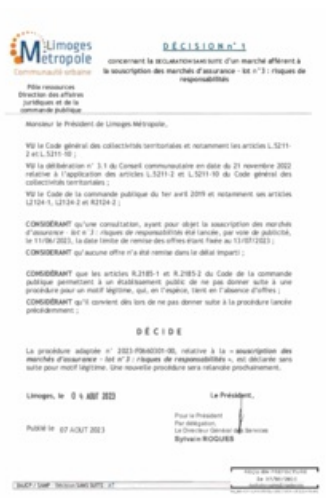 Limoges
Métropole
Communauté urbaine
Pôle ressources
Direction des affaires
juridiques et de la
commande publique
DÉCISION n° 1
concernant la DECLARATION SANS SUITE d'un marché afférent à
la souscription des marchés d'assurance - lot n°3 : risques de
responsabilités
Monsieur le Président de Limoges Métropole,
VU le Code général des collectivités territoriales et notamment les articles L.5211-
2 et L.5211-10 ;
VU la délibération n° 3.1 du Conseil communautaire en date du 21 novembre 2022
relative à l'application des articles L.5211-2 et L.5211-10 du Code général des
collectivités territoriales ;
VU le Code de la commande publique du 1er avril 2019 et notamment ses articles
L2124-1, L2124-2 et R2124-2 ;
CONSIDÉRANT qu'une consultation, ayant pour objet la souscription des marchés
d'assurance - lot n°3 : risques de responsabilités été lancée, par voie de publicité,
le 11/06/2023, la date limite de remise des offres étant fixée au 13/07/2023 ;
CONSIDÉRANT qu'aucune offre n'a été remise dans le délai imparti ;
CONSIDÉRANT que les articles R.2185-1 et R.2185-2 du Code de la commande
publique permettent à un établissement public de ne pas donner suite à une
procédure pour un motif légitime, qui, en l'espèce, tient en l'absence d'offres ;
CONSIDÉRANT qu'il convient dès lors de ne pas donner suite à la procédure lancée
précédemment ;
DÉCIDE
La procédure adaptée n° relative à la « souscription des
marchés d'assurance - lot n°3 : risques de responsabilités », est déclarée sans
suite pour motif légitime. Une nouvelle procédure sera relancée prochainement.
Limoges, le 04 AOUT 2023
Le Président,
Pour le Président
Par délégation,
Le Directeur Général des Services
Sylvain ROQUES
Publié le 07 AOUT 2023
DAJCP / SAMP Décision SANS SUITE